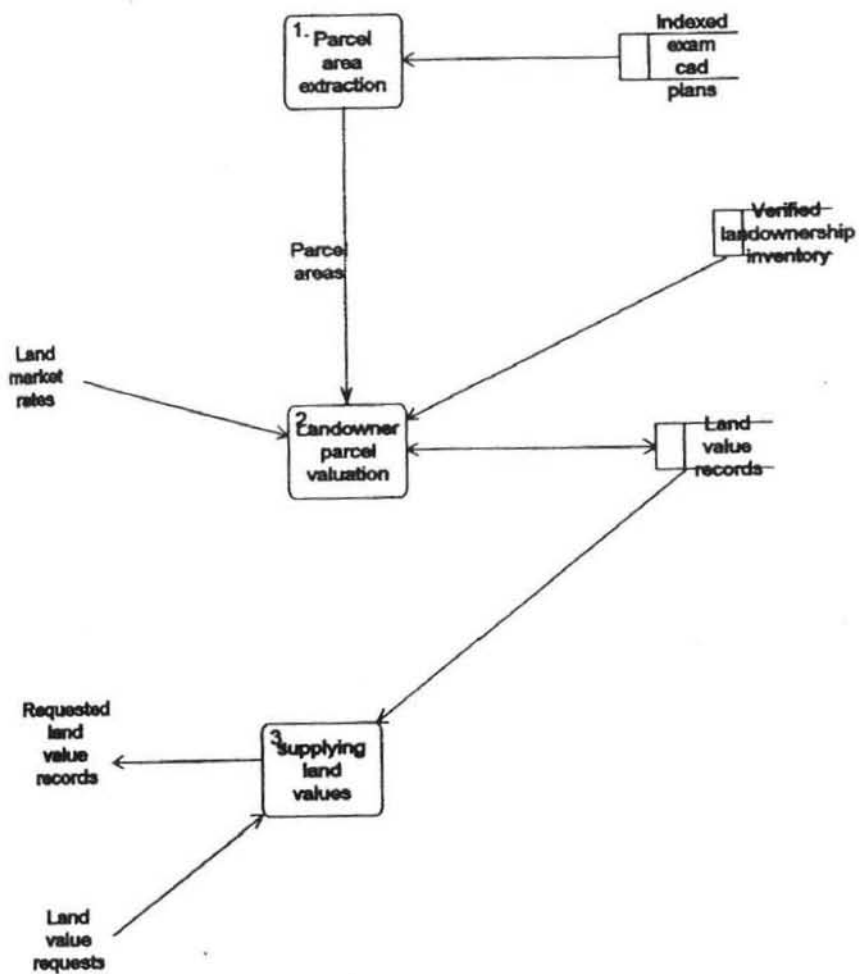 1.
Parcel
area
extraction
Indexed
exam
cad
plans
Verified
landownership
inventory
Parcel
areas
Land
market
rates
2
Landowner
parcel
valuation
Land
value
records
Requested
land
value
records
3
supplying
land
values
Land
value
requests